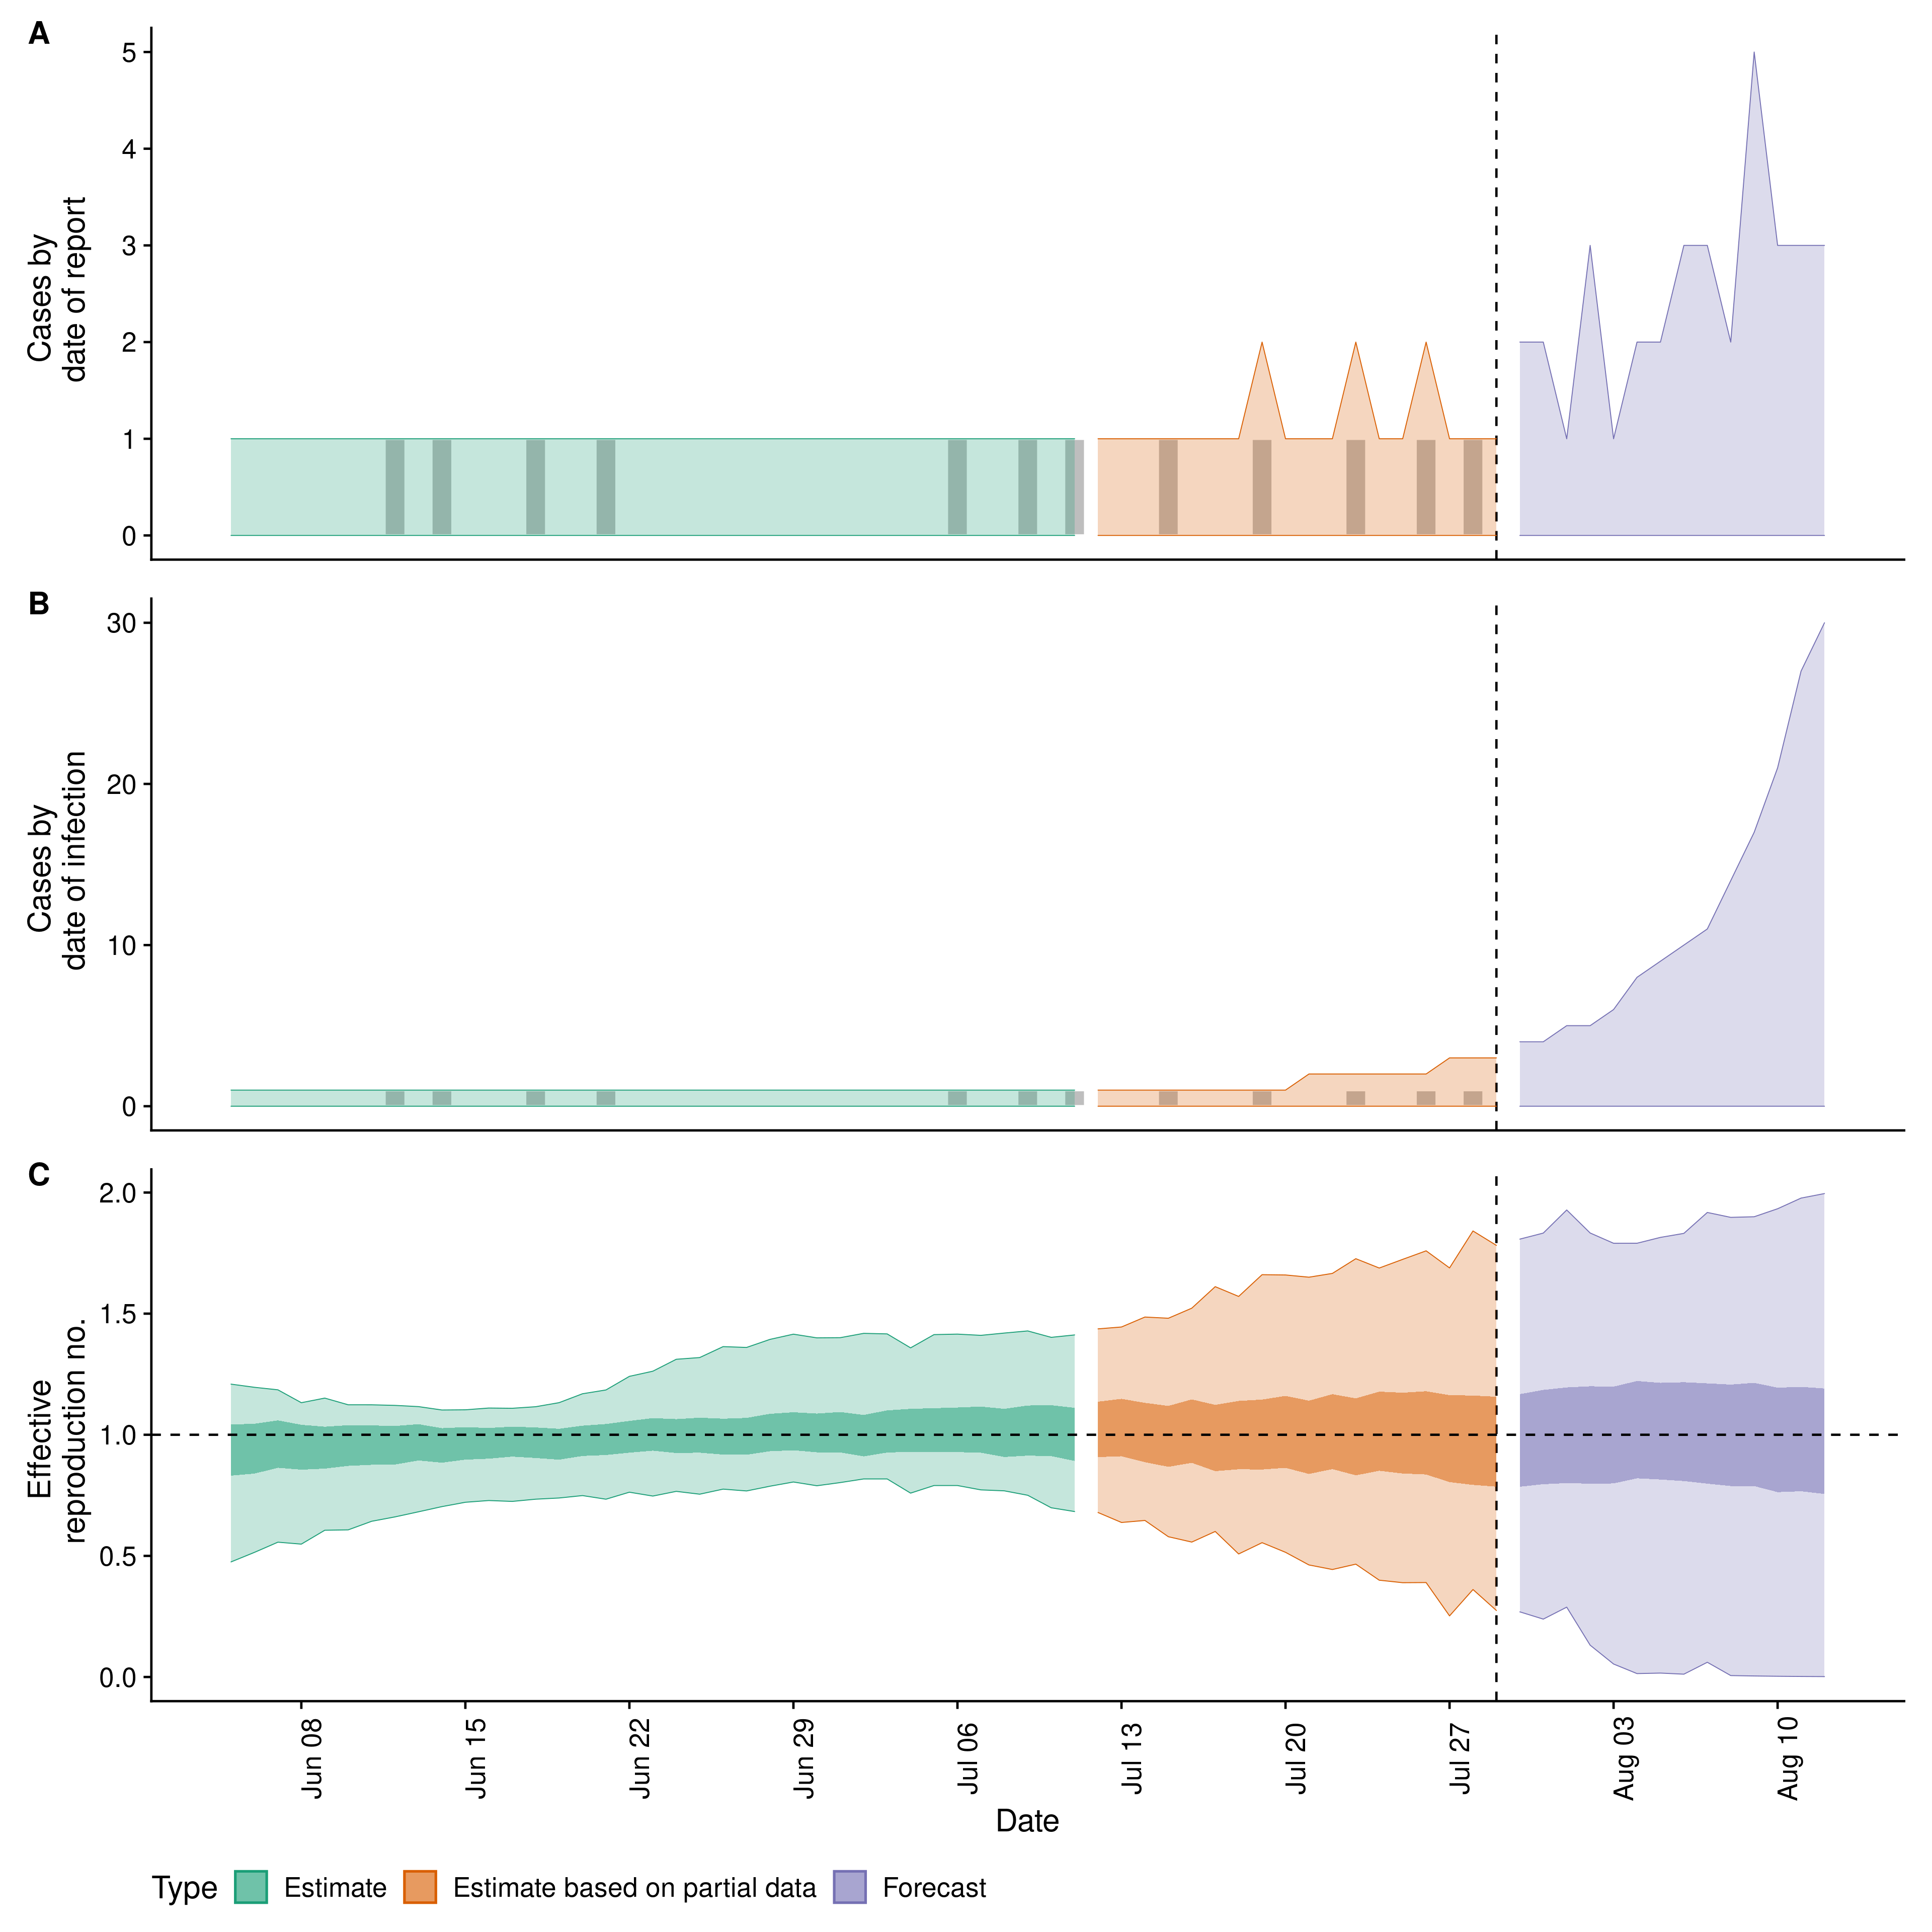 A
5
4
3
2
1
0
Cases by
date of report
B
30
20
10
0
Cases by
date of infection
C
2.0
1.5
1.0
0.5
0.0
Effective
reproduction no.
Jun 08
Jun 15
Jun 22
Jun 29
Jul 06
Jul 13
Jul 20
Jul 27
Aug 03
Aug 10
Date
Type Estimate Estimate based on partial data Forecast